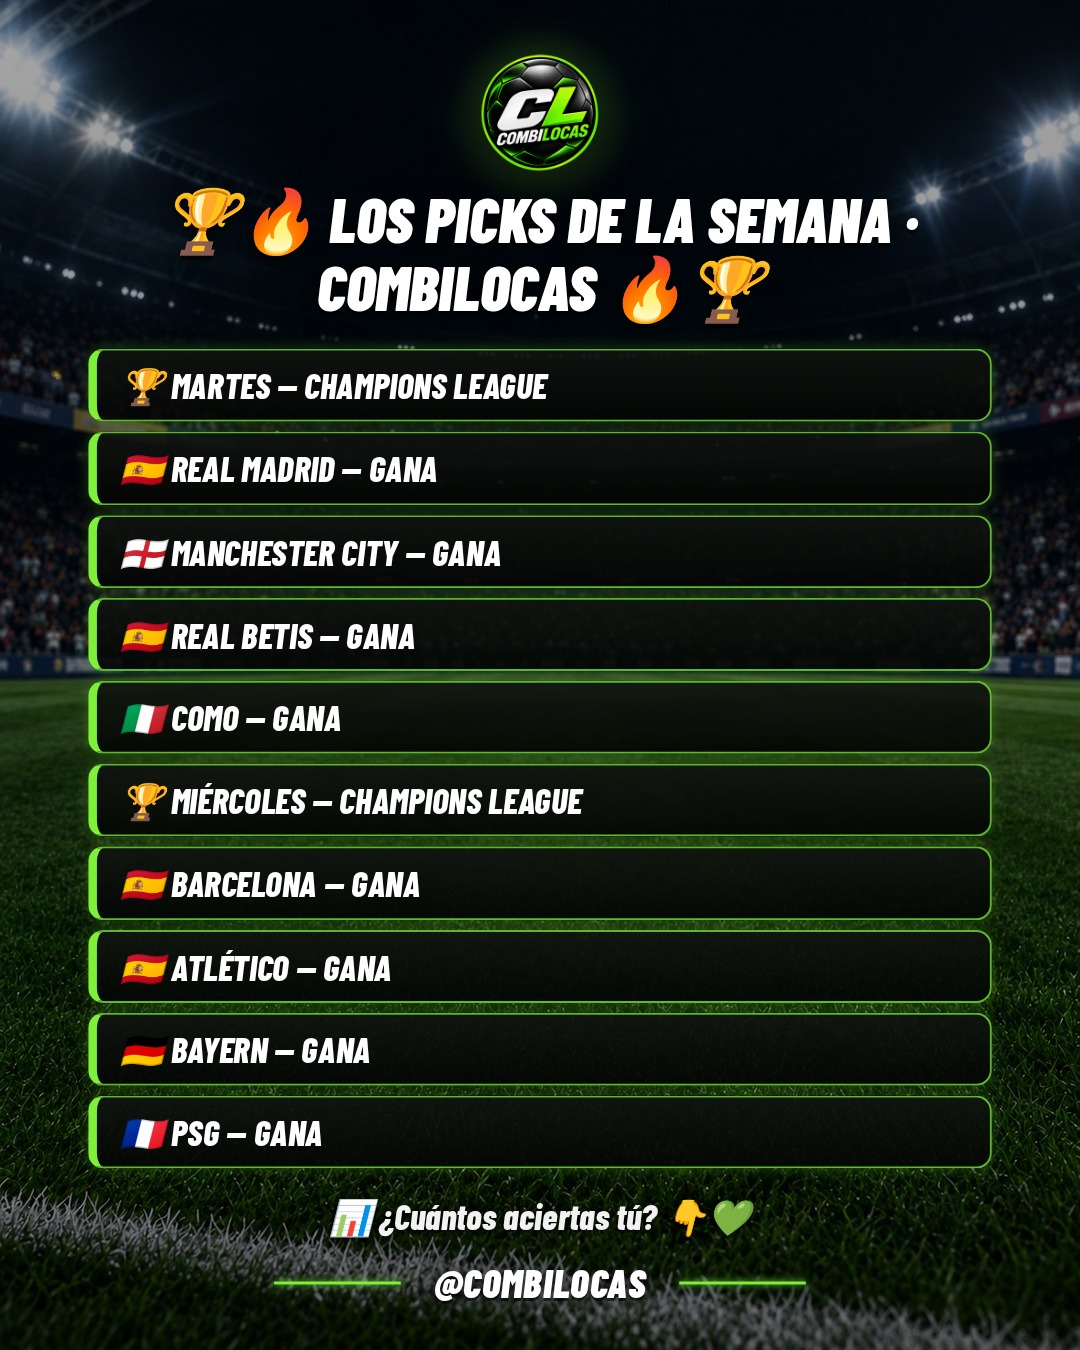 CL
COMBILOCAS
🏆🔥 LOS PICKS DE LA SEMANA ·
COMBILOCAS 🔥🏆
🏆 MARTES – CHAMPIONS LEAGUE
🇪🇸 REAL MADRID – GANA
🏴󠁧󠁢󠁥󠁮󠁧󠁿 MANCHESTER CITY – GANA
🇪🇸 REAL BETIS – GANA
🇮🇹 COMO – GANA
🏆 MIÉRCOLES – CHAMPIONS LEAGUE
🇪🇸 BARCELONA – GANA
🇪🇸 ATLÉTICO – GANA
🇩🇪 BAYERN – GANA
🇫🇷 PSG – GANA
📊 ¿Cuántos aciertas tú? 👇💚
@COMBILOCAS